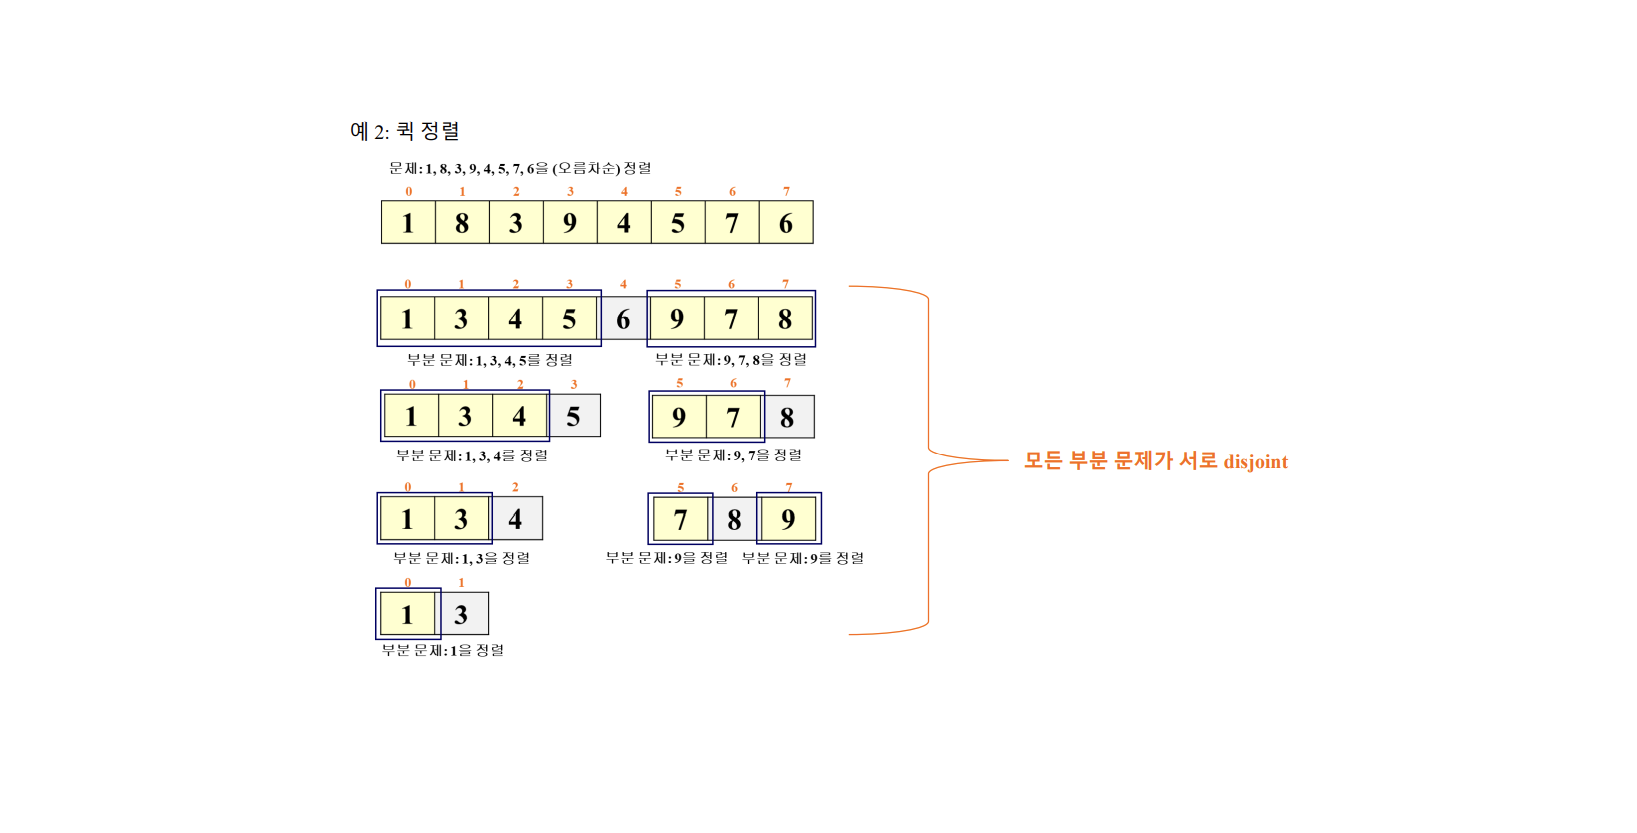 예 2: 퀵 정렬
문제: 1, 8, 3, 9, 4, 5, 7, 6을 (오름차순) 정렬
0 1 2 3 4 5 6 7
1 8 3 9 4 5 7 6
0 1 2 3 4 5 6 7
1 3 4 5 6 9 7 8
부분 문제: 1, 3, 4, 5를 정렬 부분 문제: 9, 7, 8을 정렬
0 1 2 3 5 6 7
1 3 4 5 9 7 8
부분 문제: 1, 3, 4를 정렬 부분 문제: 9, 7을 정렬
모든 부분 문제가 서로 disjoint
0 1 2 5 6 7
1 3 4 7 8 9
부분 문제: 1, 3을 정렬 부분 문제: 9을 정렬 부분 문제: 9를 정렬
0 1
1 3
부분 문제: 1을 정렬